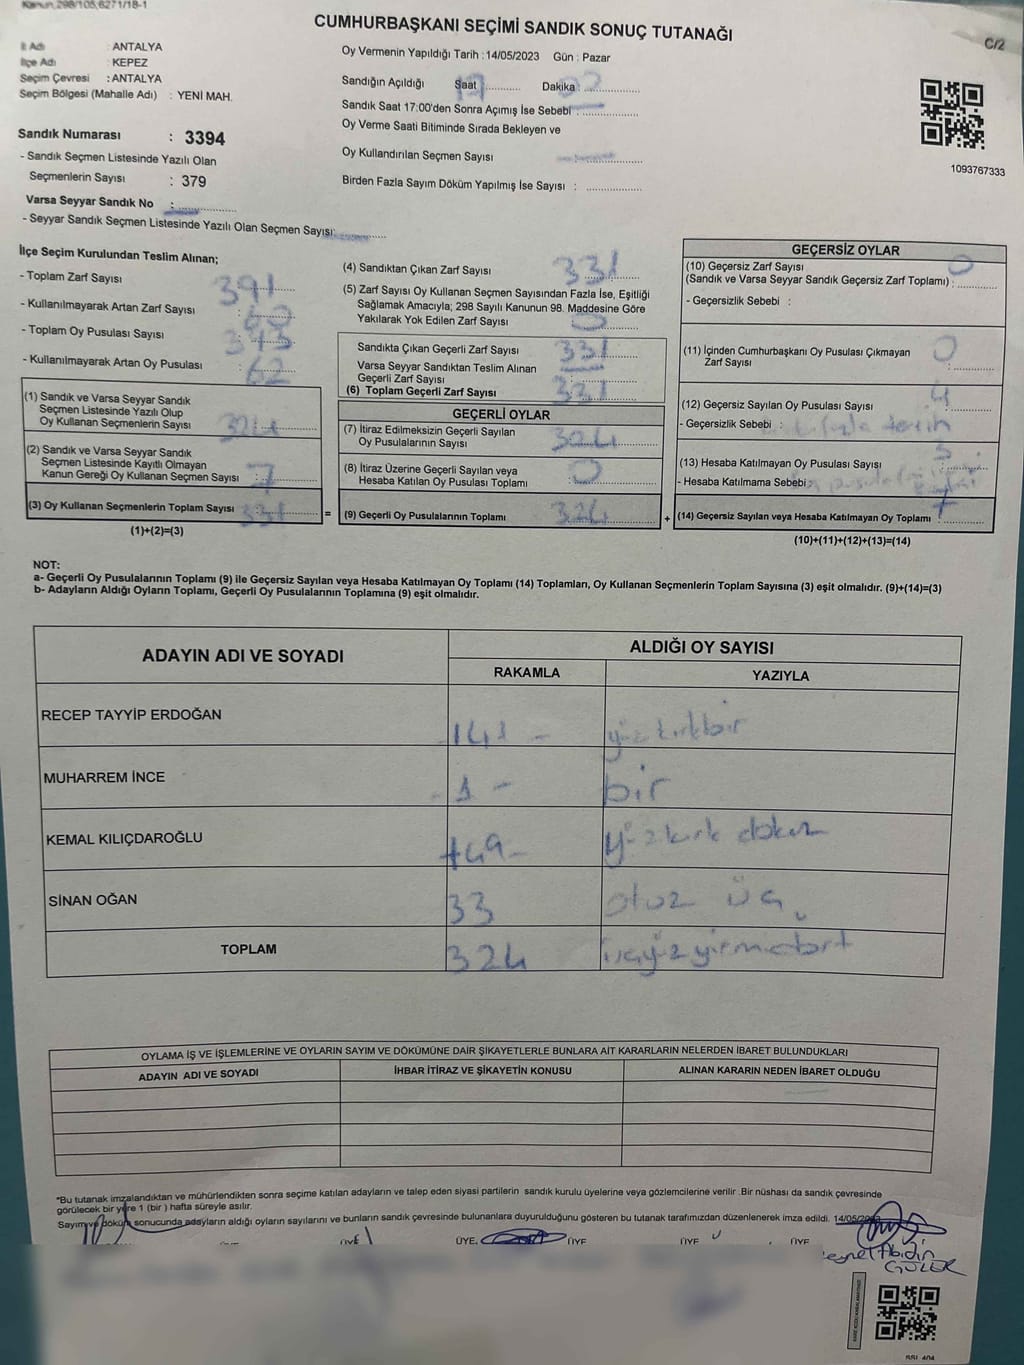 Kanun,298/105,6271/18-1
CUMHURBAŞKANI SEÇİMİ SANDIK SONUÇ TUTANAĞI
C/2
İl Adı : ANTALYA
İlçe Adı : KEPEZ
Seçim Çevresi : ANTALYA
Seçim Bölgesi (Mahalle Adı) : YENİ MAH.
Sandık Numarası : 3394
- Sandık Seçmen Listesinde Yazılı Olan
Seçmenlerin Sayısı : 379
Varsa Seyyar Sandık No :
- Seyyar Sandık Seçmen Listesinde Yazılı Olan Seçmen Sayısı:
Oy Vermenin Yapıldığı Tarih : 14/05/2023 Gün : Pazar
Sandığın Açıldığı Saat 17 Dakika : 02
Sandık Saat 17:00'den Sonra Açımış İse Sebebi :
Oy Verme Saati Bitiminde Sırada Bekleyen ve
Oy Kullandırılan Seçmen Sayısı
Birden Fazla Sayım Döküm Yapılmış İse Sayısı :
1093767333
İlçe Seçim Kurulundan Teslim Alınan;
- Toplam Zarf Sayısı 391
- Kullanılmayarak Artan Zarf Sayısı : 60
- Toplam Oy Pusulası Sayısı : 393
- Kullanılmayarak Artan Oy Pusulası : 62
(1) Sandık ve Varsa Seyyar Sandık
Seçmen Listesinde Yazılı Olup
Oy Kullanan Seçmenlerin Sayısı 324
(2) Sandık ve Varsa Seyyar Sandık
Seçmen Listesinde Kayıtlı Olmayan
Kanun Gereği Oy Kullanan Seçmen Sayısı : 7
(3) Oy Kullanan Seçmenlerin Toplam Sayısı : 331 =
(1)+(2)=(3)
(4) Sandıktan Çıkan Zarf Sayısı 331
(5) Zarf Sayısı Oy Kullanan Seçmen Sayısından Fazla İse, Eşitliği
Sağlamak Amacıyla; 298 Sayılı Kanunun 98. Maddesine Göre
Yakılarak Yok Edilen Zarf Sayısı : 0
Sandıkta Çıkan Geçerli Zarf Sayısı : 331
Varsa Seyyar Sandıktan Teslim Alınan
Geçerli Zarf Sayısı
(6) Toplam Geçerli Zarf Sayısı 331
GEÇERLİ OYLAR
(7) İtiraz Edilmeksizin Geçerli Sayılan
Oy Pusulalarının Sayısı : 324
(8) İtiraz Üzerine Geçerli Sayılan veya
Hesaba Katılan Oy Pusulası Toplamı : 0
(9) Geçerli Oy Pusulalarının Toplamı 324 +
GEÇERSİZ OYLAR
(10) Geçersiz Zarf Sayısı 0
(Sandık ve Varsa Seyyar Sandık Geçersiz Zarf Toplamı) :
- Geçersizlik Sebebi :
(11) İçinden Cumhurbaşkanı Oy Pusulası Çıkmayan
Zarf Sayısı : 0
(12) Geçersiz Sayılan Oy Pusulası Sayısı : 4
- Geçersizlik Sebebi : fazla tercih
(13) Hesaba Katılmayan Oy Pusulası Sayısı : 3
- Hesaba Katılmama Sebebi:
(14) Geçersiz Sayılan veya Hesaba Katılmayan Oy Toplamı : 7
(10)+(11)+(12)+(13)=(14)
NOT:
a- Geçerli Oy Pusulalarının Toplamı (9) ile Geçersiz Sayılan veya Hesaba Katılmayan Oy Toplamı (14) Toplamları, Oy Kullanan Seçmenlerin Toplam Sayısına (3) eşit olmalıdır. (9)+(14)=(3)
b- Adayların Aldığı Oyların Toplamı, Geçerli Oy Pusulalarının Toplamına (9) eşit olmalıdır.
ADAYIN ADI VE SOYADI ALDIĞI OY SAYISI
RAKAMLA YAZIYLA
RECEP TAYYİP ERDOĞAN 141 - yüz kırkbir
MUHARREM İNCE - 1 - bir
KEMAL KILIÇDAROĞLU 149 - yüz kırk dokuz
SİNAN OĞAN 33 otuz üç
TOPLAM 324 üçyüz yirmidört
OYLAMA İŞ VE İŞLEMLERİNE VE OYLARIN SAYIM VE DÖKÜMÜNE DAİR ŞİKAYETLERLE BUNLARA AİT KARARLARIN NELERDEN İBARET BULUNDUKLARI
ADAYIN ADI VE SOYADI İHBAR İTİRAZ VE ŞİKAYETİN KONUSU ALINAN KARARIN NEDEN İBARET OLDUĞU
*Bu tutanak imzalandıktan ve mühürlendikten sonra seçime katılan adayların ve talep eden siyasi partilerin sandık kurulu üyelerine veya gözlemcilerine verilir .Bir nüshası da sandık çevresinde
görülecek bir yere 1 (bir ) hafta süreyle asılır.
Sayım ve döküm sonucunda adayların aldığı oyların sayılarını ve bunların sandık çevresinde bulunanlara duyurulduğunu gösteren bu tutanak tarafımızdan düzenlenerek imza edildi. 14/05/2023
ÜYE ÜYE, ÜYE ÜYE ÜYE
GÜLER